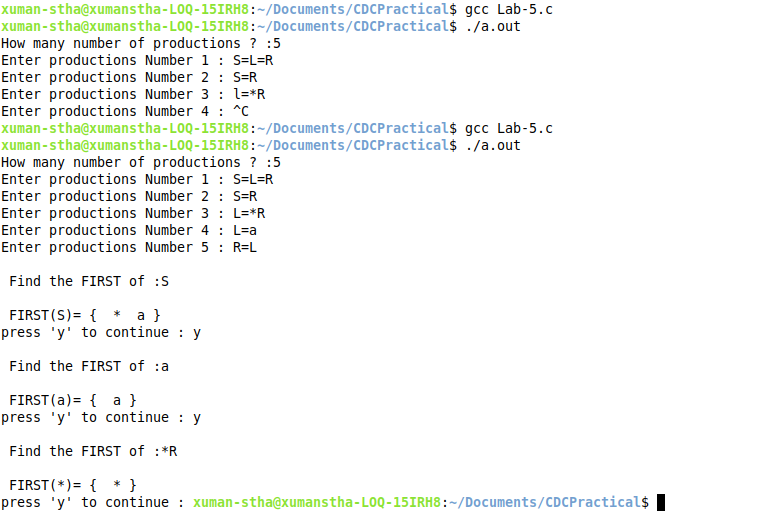 xuman-stha@xumanstha-LOQ-15IRH8:~/Documents/CDCPractical$ gcc Lab-5.c
xuman-stha@xumanstha-LOQ-15IRH8:~/Documents/CDCPractical$ ./a.out
How many number of productions ? :5
Enter productions Number 1 : S=L=R
Enter productions Number 2 : S=R
Enter productions Number 3 : l=*R
Enter productions Number 4 : ^C
xuman-stha@xumanstha-LOQ-15IRH8:~/Documents/CDCPractical$ gcc Lab-5.c
xuman-stha@xumanstha-LOQ-15IRH8:~/Documents/CDCPractical$ ./a.out
How many number of productions ? :5
Enter productions Number 1 : S=L=R
Enter productions Number 2 : S=R
Enter productions Number 3 : L=*R
Enter productions Number 4 : L=a
Enter productions Number 5 : R=L
Find the FIRST of :S
FIRST(S)= {  *  a }
press 'y' to continue : y
Find the FIRST of :a
FIRST(a)= {  a }
press 'y' to continue : y
Find the FIRST of :*R
FIRST(*)= {  * }
press 'y' to continue : xuman-stha@xumanstha-LOQ-15IRH8:~/Documents/CDCPractical$